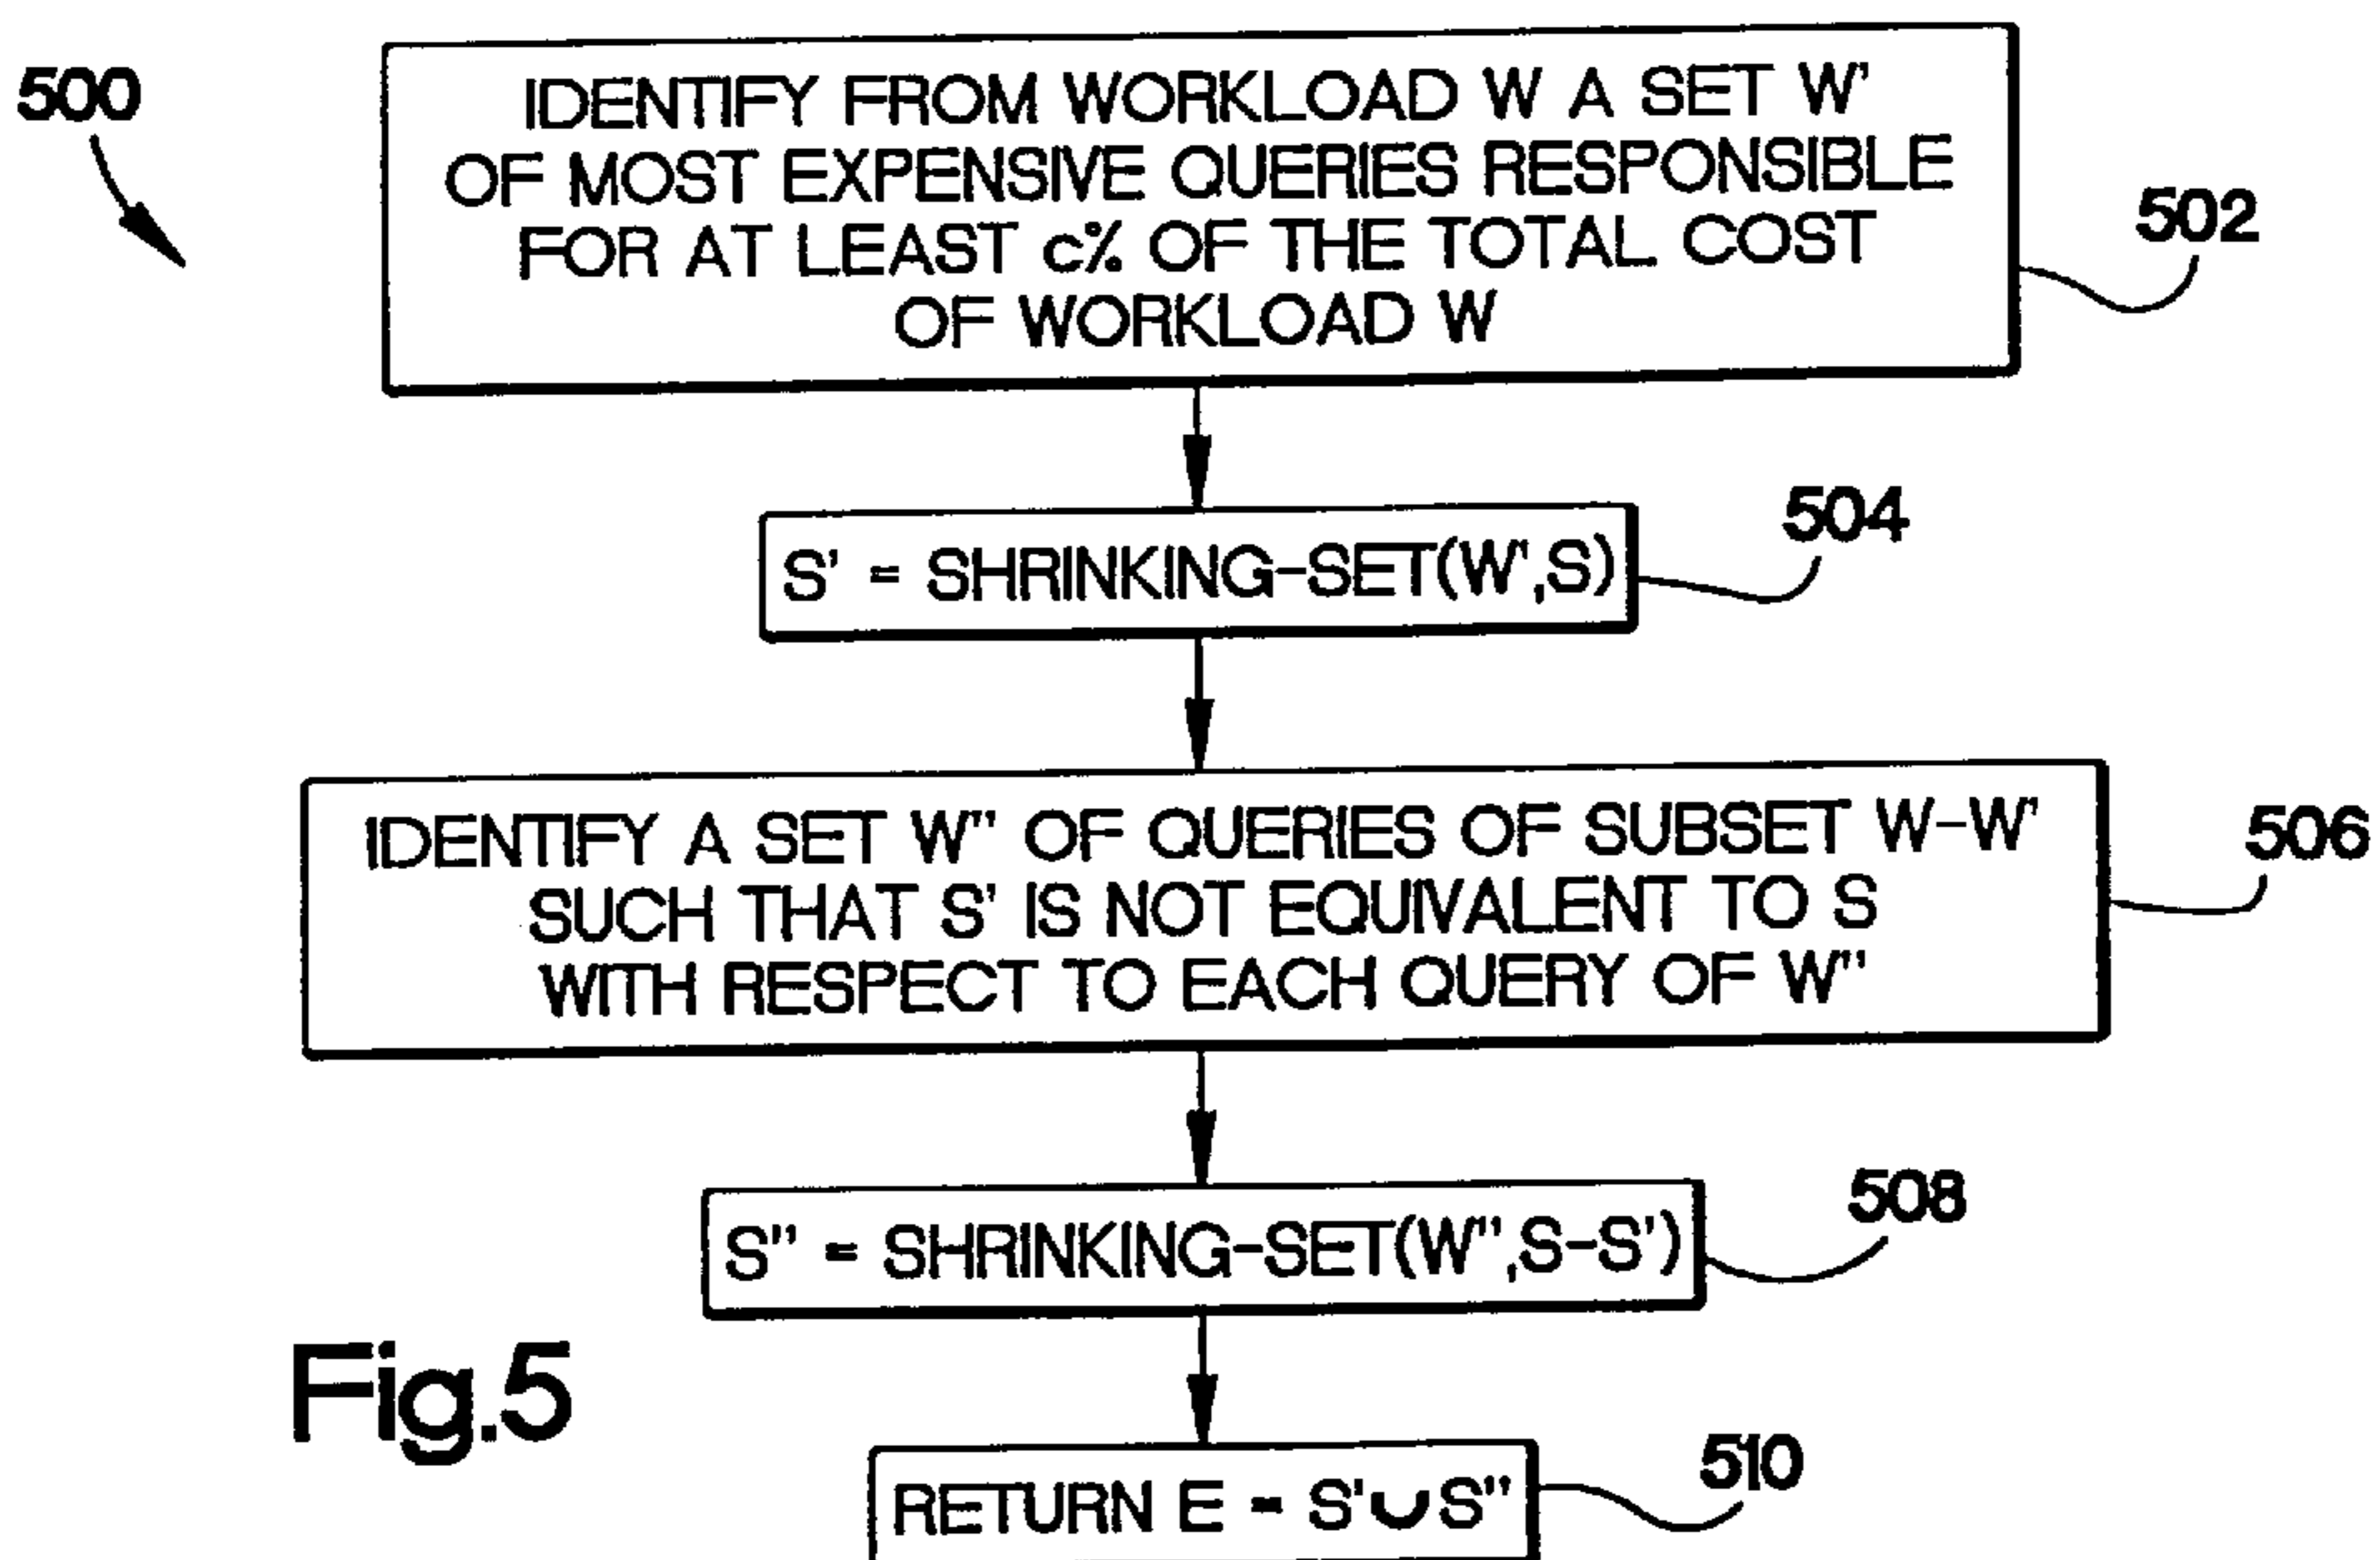 500
IDENTIFY FROM WORKLOAD W A SET W'
OF MOST EXPENSIVE QUERIES RESPONSIBLE
FOR AT LEAST c% OF THE TOTAL COST
OF WORKLOAD W
502
S' = SHRINKING-SET(W',S)
504
IDENTIFY A SET W" OF QUERIES OF SUBSET W-W'
SUCH THAT S' IS NOT EQUIVALENT TO S
WITH RESPECT TO EACH QUERY OF W"
506
S" = SHRINKING-SET(W",S-S')
508
Fig.5
RETURN E = S'∪S"
510